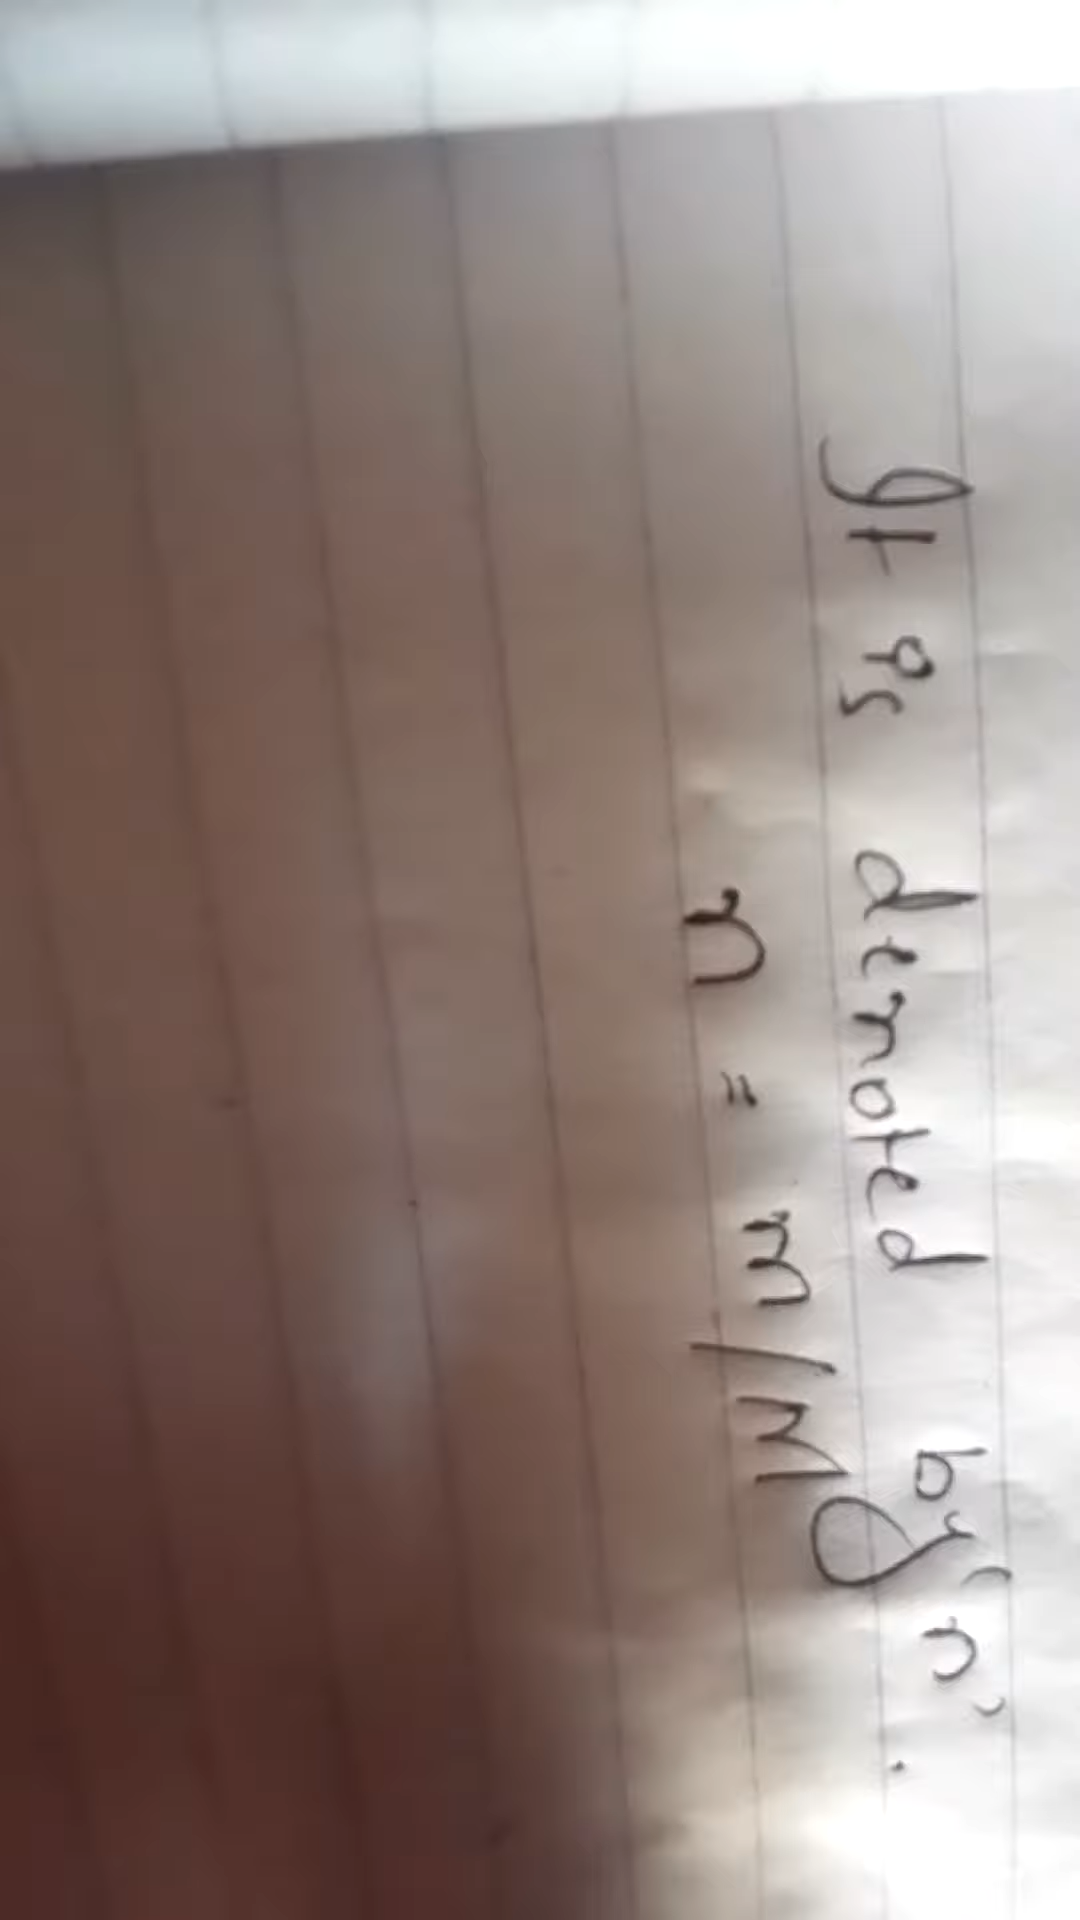 It is denoted by 'n'.
n = m/M